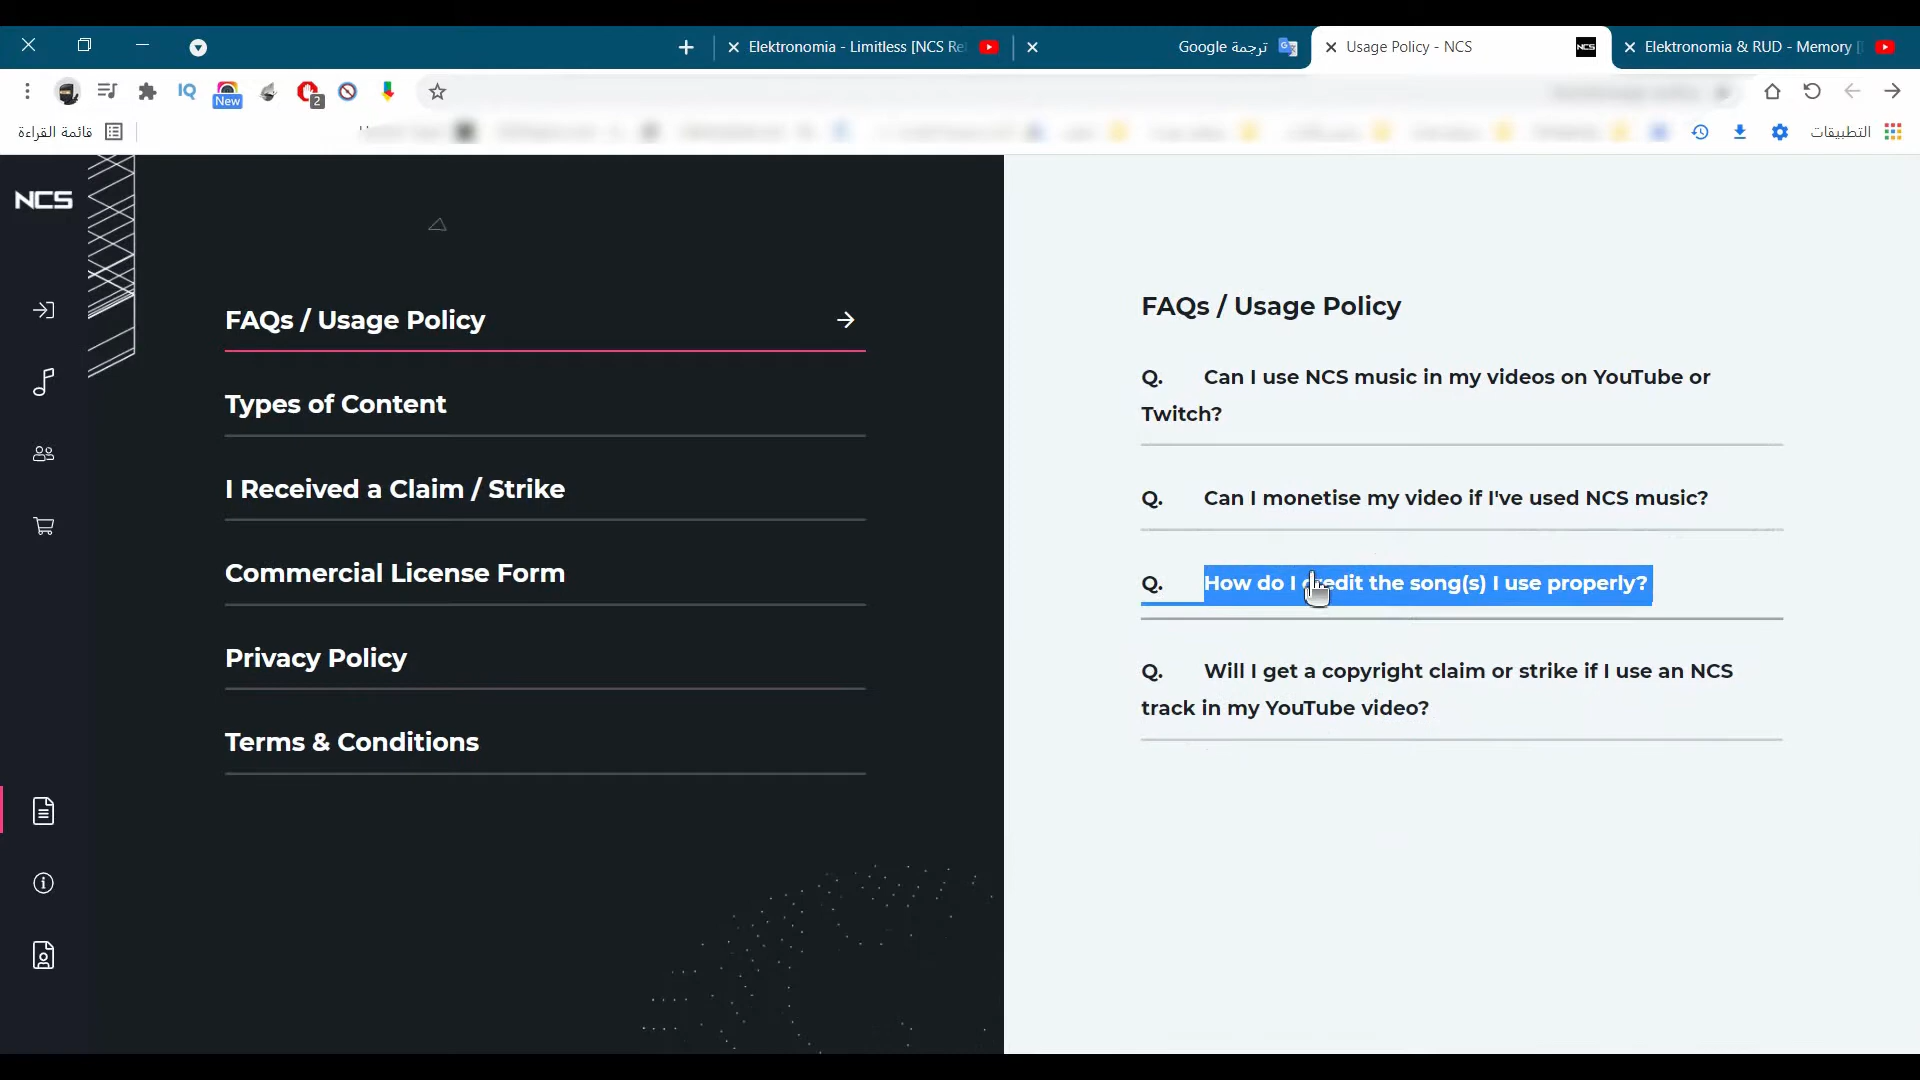 Elektronomia - Limitless [NCS Re
ترجمة Google
Usage Policy - NCS
NCS
Elektronomia & RUD - Memory [
IQ
New
2
قائمة القراءة
التطبيقات
NCS
FAQs / Usage Policy
Types of Content
I Received a Claim / Strike
Commercial License Form
Privacy Policy
Terms & Conditions
FAQs / Usage Policy
Q. Can I use NCS music in my videos on YouTube or
Twitch?
Q. Can I monetise my video if I've used NCS music?
Q. How do I credit the song(s) I use properly?
Q. Will I get a copyright claim or strike if I use an NCS
track in my YouTube video?